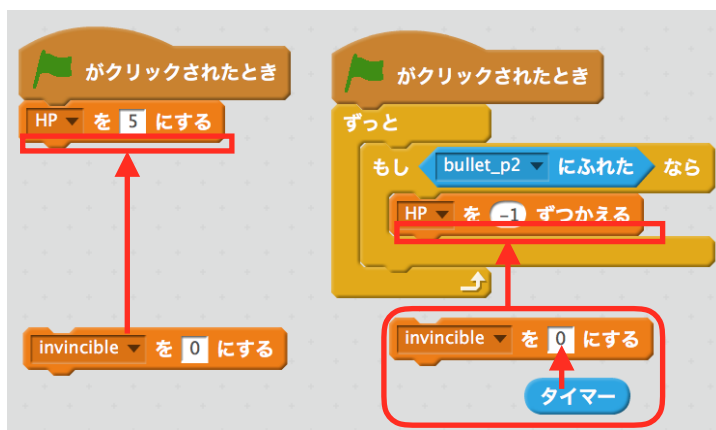 がクリックされたとき
HP を 5 にする
invincible を 0 にする
がクリックされたとき
ずっと
もし bullet_p2 にふれた なら
HP を -1 ずつかえる
invincible を 0 にする
タイマー